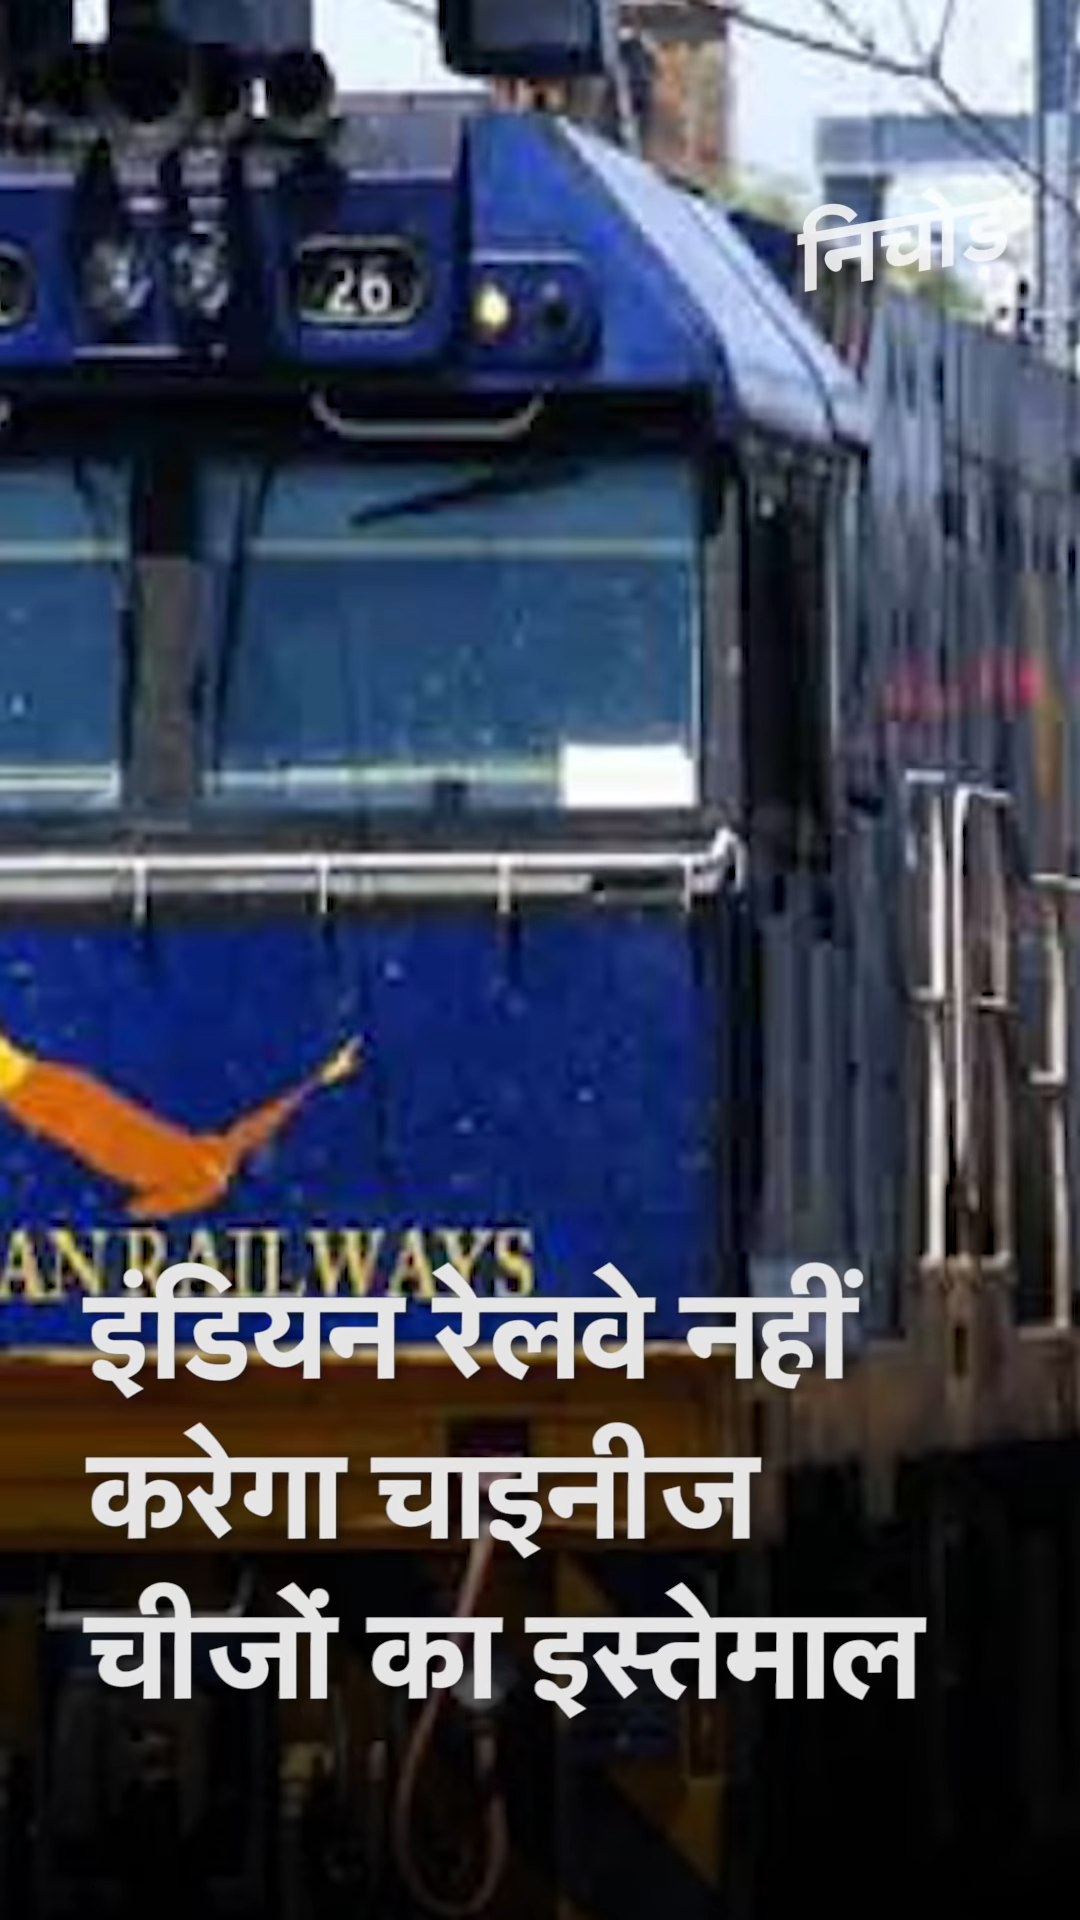 निचोड़
26
AN RAILWAYS
इंडियन रेलवे नहीं
करेगा चाइनीज
चीजों का इस्तेमाल